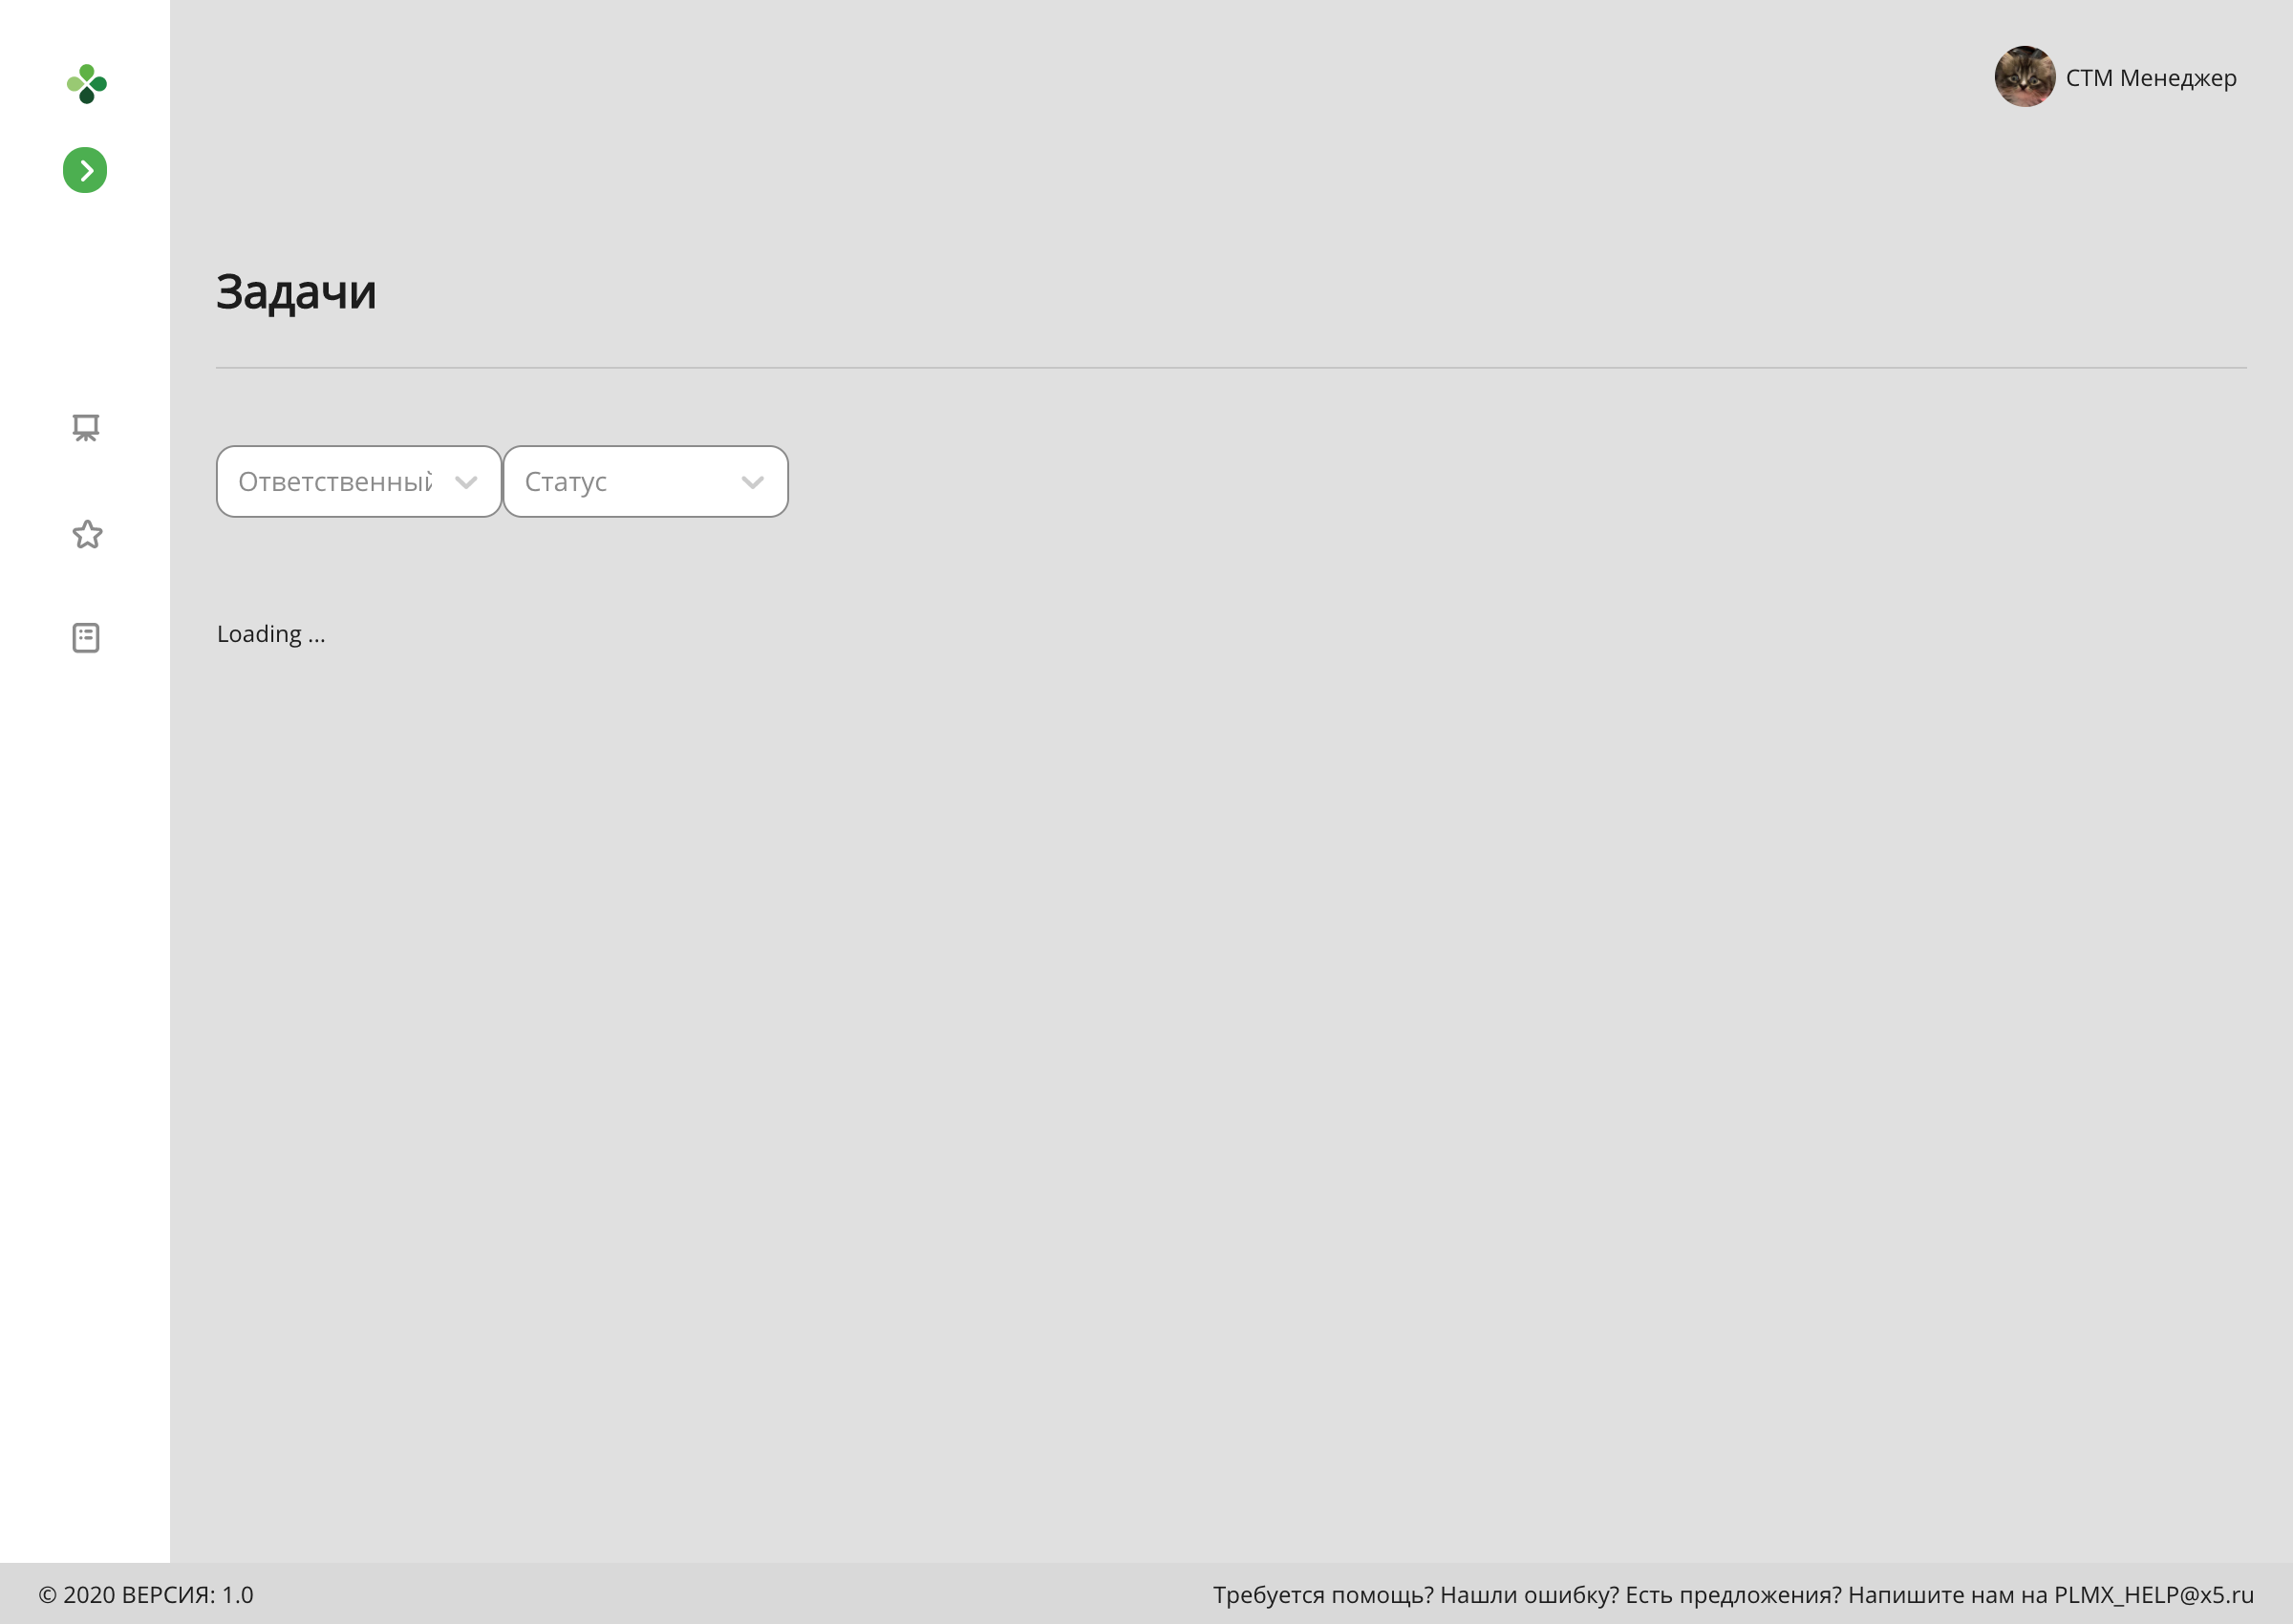 СТМ Менеджер
Задачи
Ответственный
Статус
Loading ...
© 2020 ВЕРСИЯ: 1.0
Требуется помощь? Нашли ошибку? Есть предложения? Напишите нам на PLMX_HELP@x5.ru